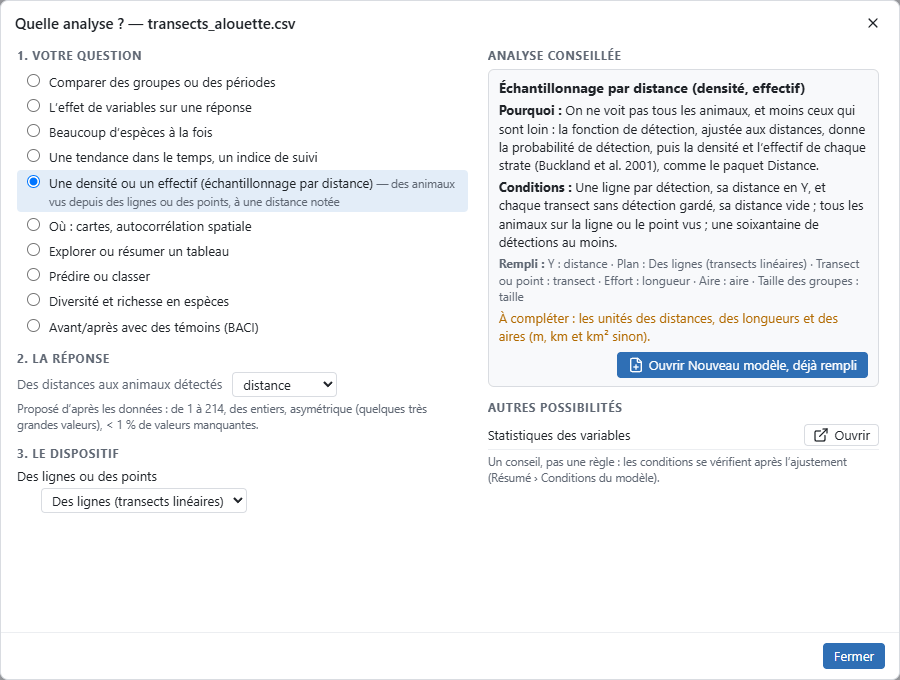 Quelle analyse ? — transects_alouette.csv
1. VOTRE QUESTION
Comparer des groupes ou des périodes
L'effet de variables sur une réponse
Beaucoup d'espèces à la fois
Une tendance dans le temps, un indice de suivi
Une densité ou un effectif (échantillonnage par distance) — des animaux
vus depuis des lignes ou des points, à une distance notée
Où : cartes, autocorrélation spatiale
Explorer ou résumer un tableau
Prédire ou classer
Diversité et richesse en espèces
Avant/après avec des témoins (BACI)
2. LA RÉPONSE
Des distances aux animaux détectés distance
Proposé d'après les données : de 1 à 214, des entiers, asymétrique (quelques très
grandes valeurs), < 1 % de valeurs manquantes.
3. LE DISPOSITIF
Des lignes ou des points
Des lignes (transects linéaires)
ANALYSE CONSEILLÉE
Échantillonnage par distance (densité, effectif)
Pourquoi : On ne voit pas tous les animaux, et moins ceux qui
sont loin : la fonction de détection, ajustée aux distances, donne
la probabilité de détection, puis la densité et l'effectif de chaque
strate (Buckland et al. 2001), comme le paquet Distance.
Conditions : Une ligne par détection, sa distance en Y, et
chaque transect sans détection gardé, sa distance vide ; tous les
animaux sur la ligne ou le point vus ; une soixantaine de
détections au moins.
Rempli : Y : distance · Plan : Des lignes (transects linéaires) · Transect
ou point : transect · Effort : longueur · Aire : aire · Taille des groupes :
taille
À compléter : les unités des distances, des longueurs et des
aires (m, km et km² sinon).
Ouvrir Nouveau modèle, déjà rempli
AUTRES POSSIBILITÉS
Statistiques des variables Ouvrir
Un conseil, pas une règle : les conditions se vérifient après l'ajustement
(Résumé › Conditions du modèle).
Fermer